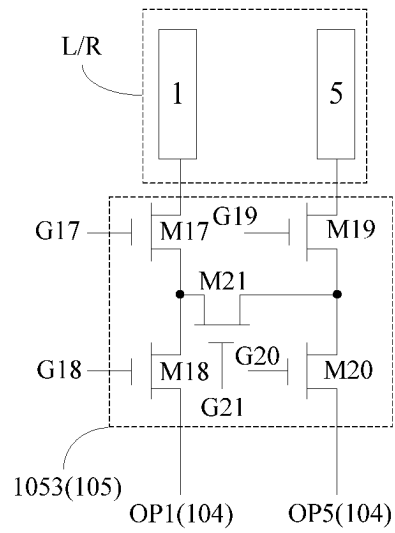 L/R
1
5
G17
M17
G19
M19
M21
G18
M18
G20
M20
G21
1053(105)
OP1(104)
OP5(104)